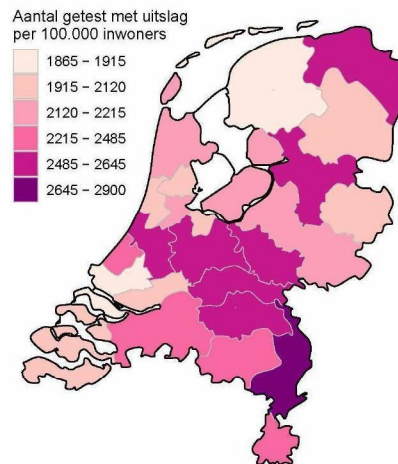 Aantal getest met uitslag
per 100.000 inwoners
1865 – 1915
1915 – 2120
2120 – 2215
2215 – 2485
2485 – 2645
2645 – 2900